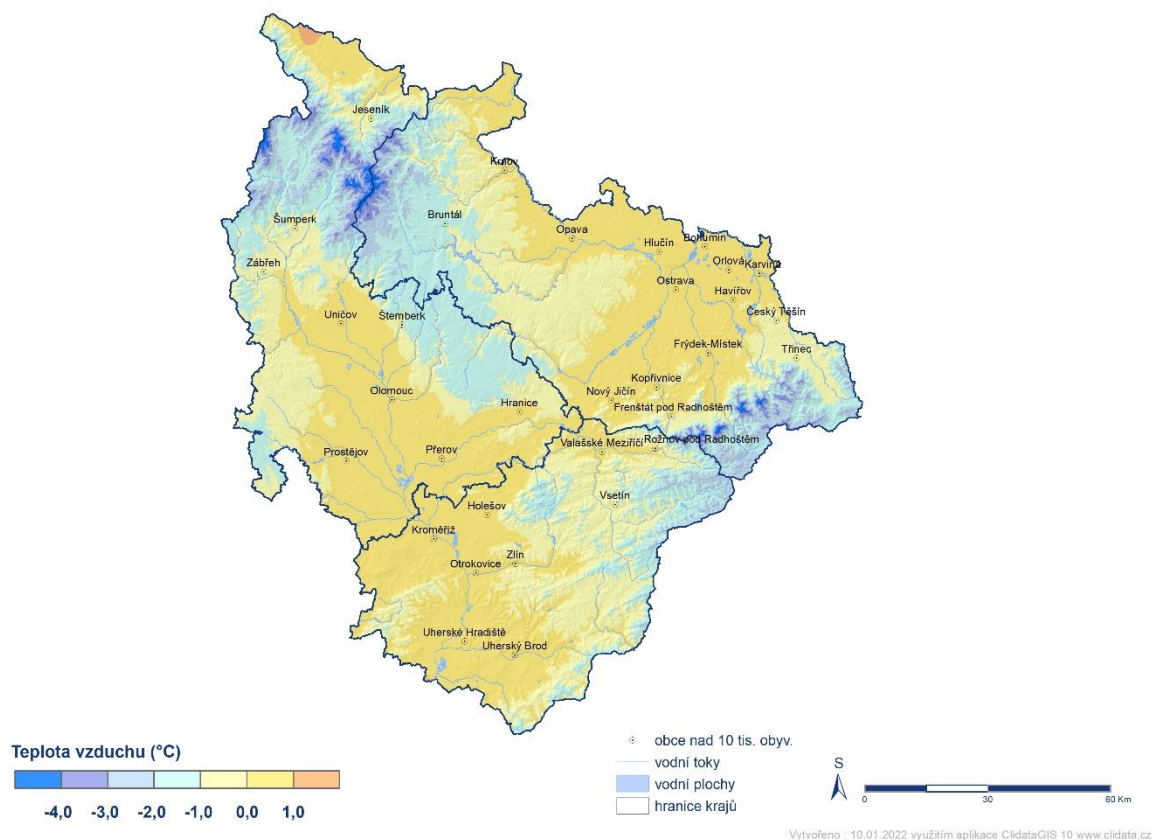 Jeseník
Krnov
Šumperk
Bruntál
Opava
Hlučín
Bohumín
Zábřeh
Orlová
Karviná
Ostrava
Havířov
Uničov
Šternberk
Český Těšín
Frýdek-Místek
Třinec
Kopřivnice
Olomouc
Nový Jičín
Hranice
Frenštát pod Radhoštěm
Valašské Meziříčí
Rožnov pod Radhoštěm
Prostějov
Přerov
Vsetín
Holešov
Kroměříž
Zlín
Otrokovice
Uherské Hradiště
Uherský Brod
Teplota vzduchu (°C)
-4,0 -3,0 -2,0 -1,0 0,0 1,0
obce nad 10 tis. obyv.
vodní toky
vodní plochy
hranice krajů
S
0 30 60 Km
Vytvořeno : 10.01.2022 využitím aplikace ClidataGIS 10 www.clidata.cz